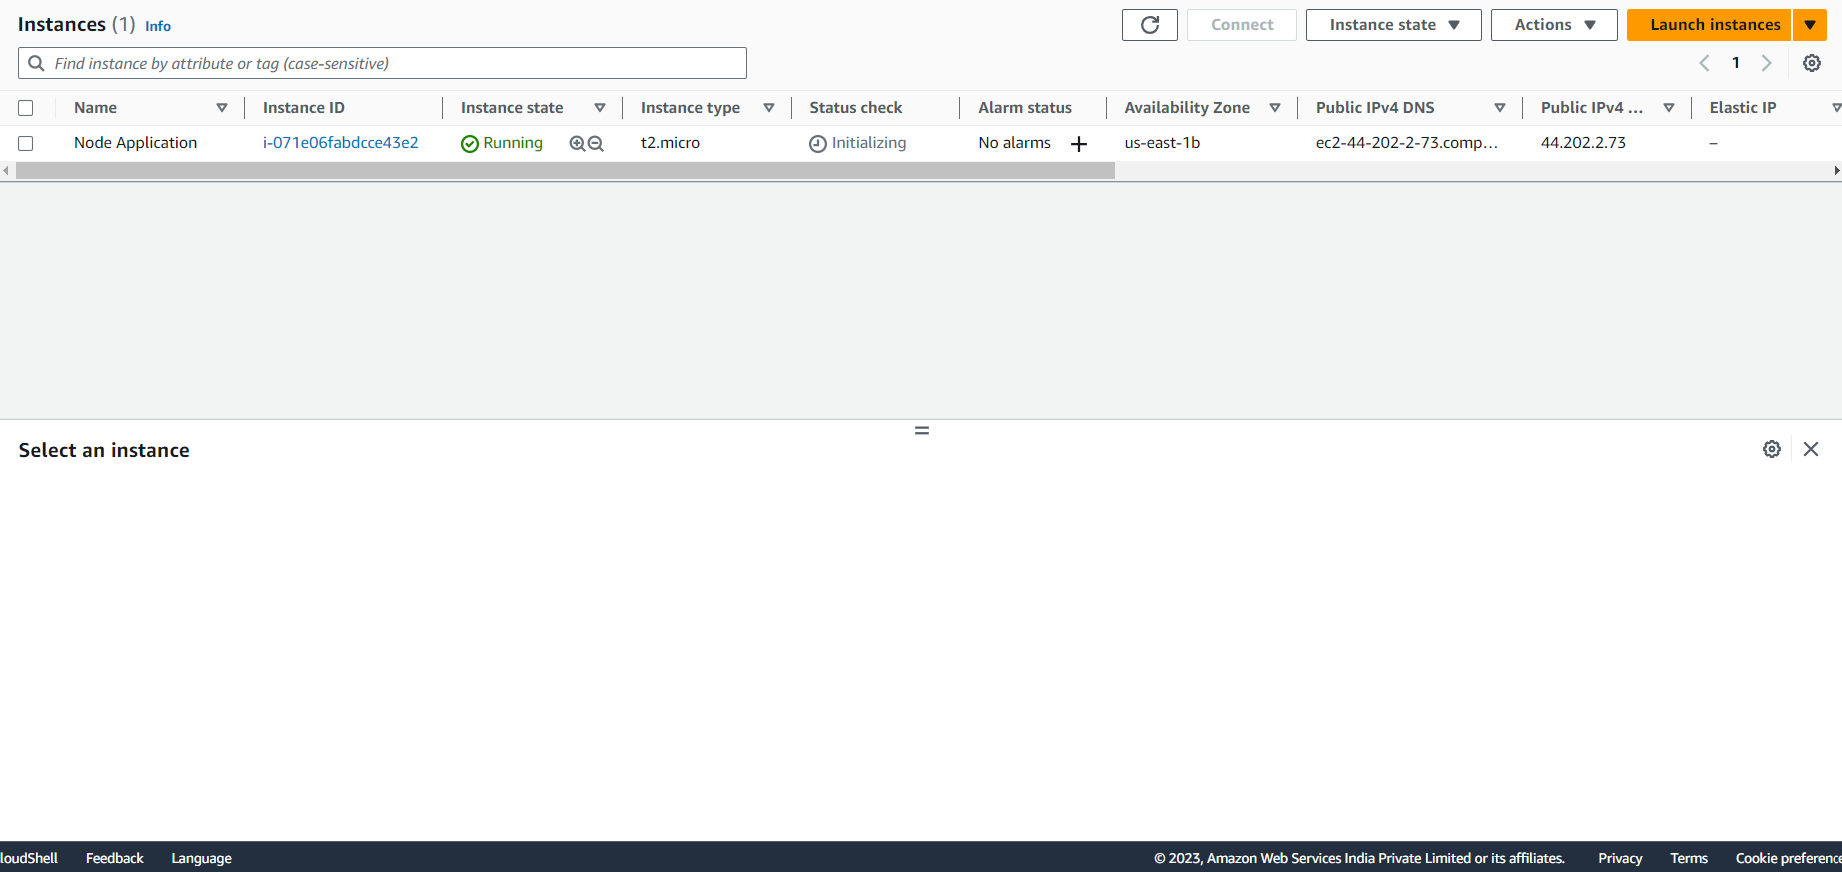 Instances (1) Info Connect Instance state Actions Launch instances
Find instance by attribute or tag (case-sensitive) 1
Name Instance ID Instance state Instance type Status check Alarm status Availability Zone Public IPv4 DNS Public IPv4 ... Elastic IP
Node Application i-071e06fabdcce43e2 Running t2.micro Initializing No alarms + us-east-1b ec2-44-202-2-73.comp... 44.202.2.73 –
Select an instance
loudShell Feedback Language © 2023, Amazon Web Services India Private Limited or its affiliates. Privacy Terms Cookie preference